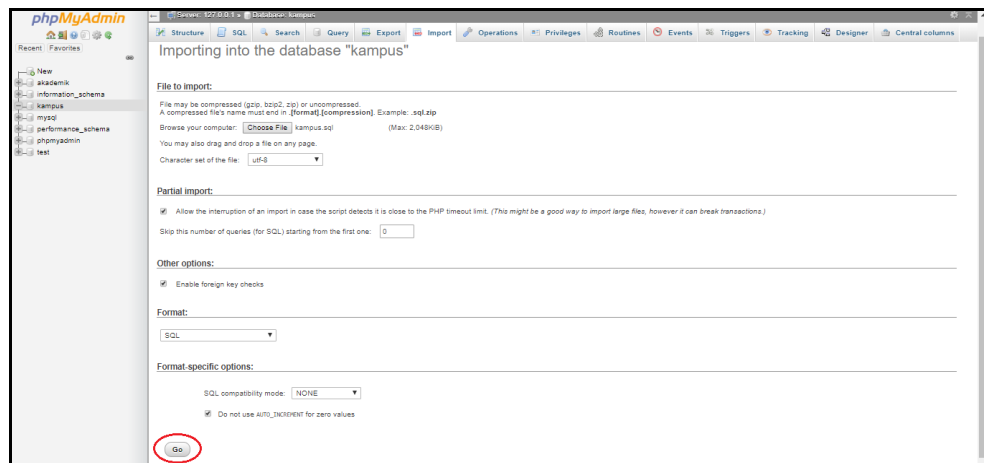 phpMyAdmin
Recent Favorites
New
akademik
information_schema
kampus
mysql
performance_schema
phpmyadmin
test
Server: 127.0.0.1 » Database: kampus
Structure SQL Search Query Export Import Operations Privileges Routines Events Triggers Tracking Designer Central columns
Importing into the database "kampus"
File to import:
File may be compressed (gzip, bzip2, zip) or uncompressed.
A compressed file's name must end in .[format].[compression]. Example: .sql.zip
Browse your computer: Choose File kampus.sql (Max: 2,048KiB)
You may also drag and drop a file on any page.
Character set of the file: utf-8
Partial import:
Allow the interruption of an import in case the script detects it is close to the PHP timeout limit. (This might be a good way to import large files, however it can break transactions.)
Skip this number of queries (for SQL) starting from the first one: 0
Other options:
Enable foreign key checks
Format:
SQL
Format-specific options:
SQL compatibility mode: NONE
Do not use AUTO_INCREMENT for zero values
Go